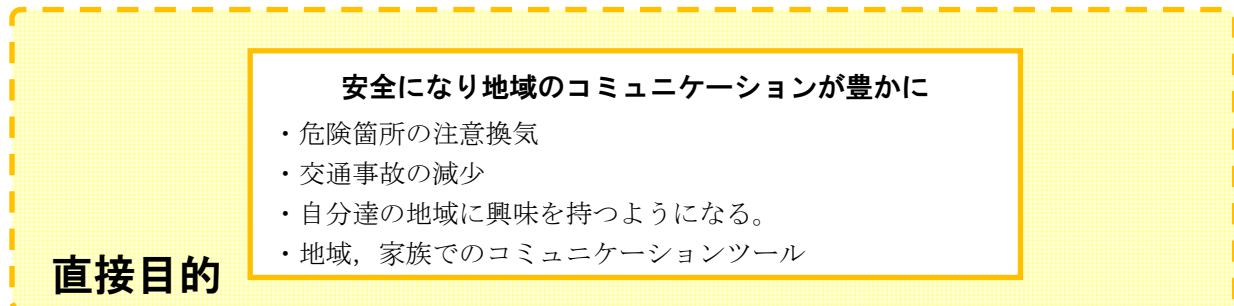 安全になり地域のコミュニケーションが豊かに
・危険箇所の注意換気
・交通事故の減少
・自分達の地域に興味を持つようになる。
・地域，家族でのコミュニケーションツール
直接目的